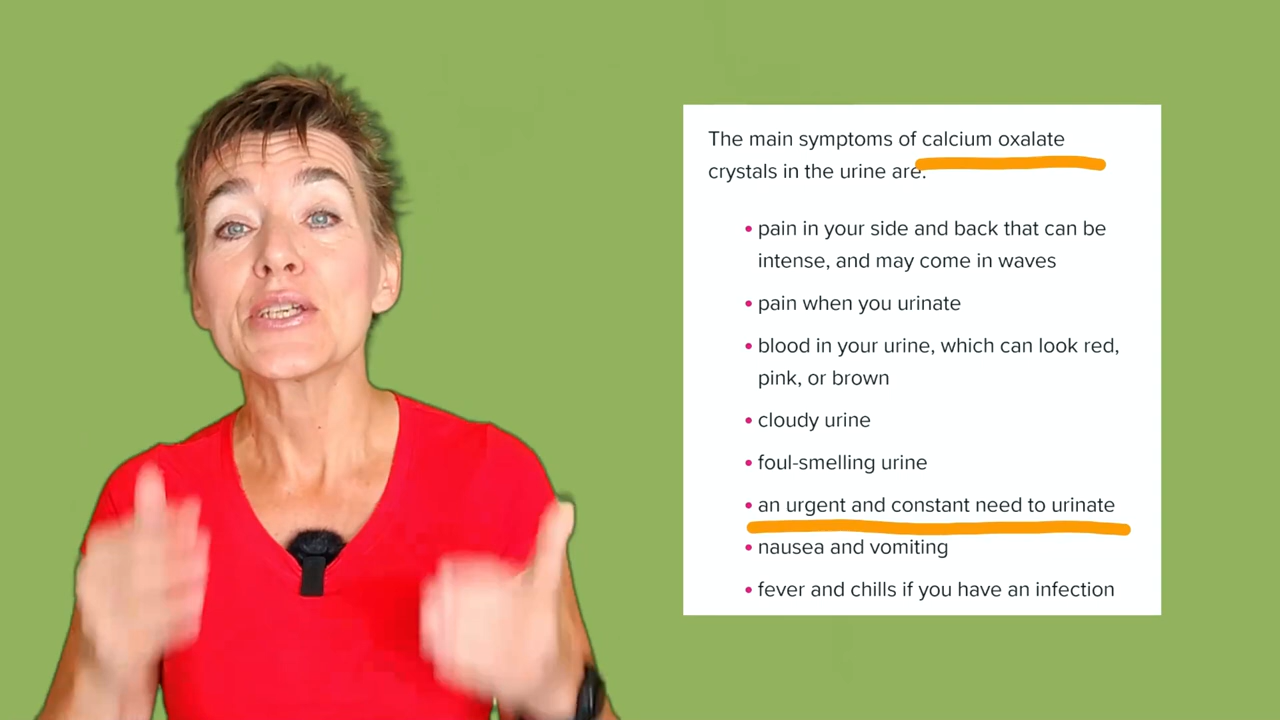 The main symptoms of calcium oxalate
crystals in the urine are:
• pain in your side and back that can be
intense, and may come in waves
• pain when you urinate
• blood in your urine, which can look red,
pink, or brown
• cloudy urine
• foul-smelling urine
• an urgent and constant need to urinate
• nausea and vomiting
• fever and chills if you have an infection